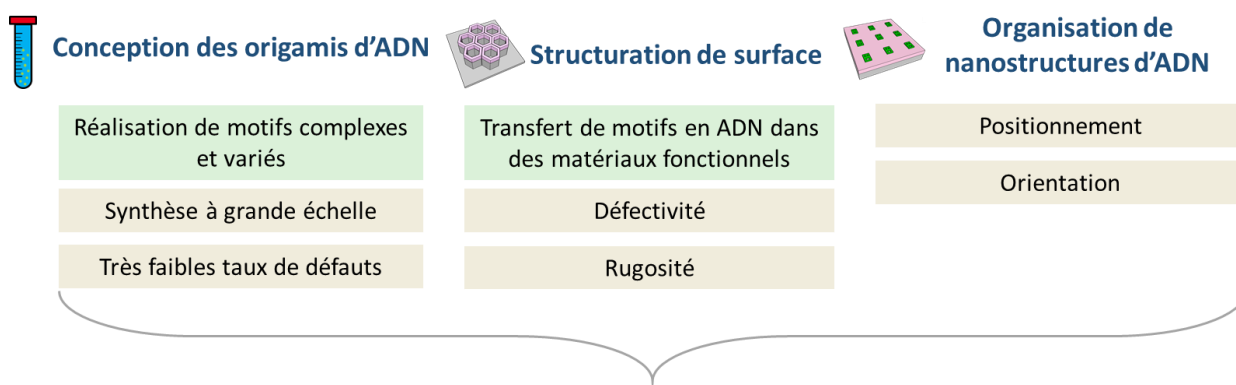 Conception des origamis d'ADN
Réalisation de motifs complexes
et variés
Synthèse à grande échelle
Très faibles taux de défauts
Structuration de surface
Transfert de motifs en ADN dans
des matériaux fonctionnels
Défectivité
Rugosité
Organisation de
nanostructures d'ADN
Positionnement
Orientation